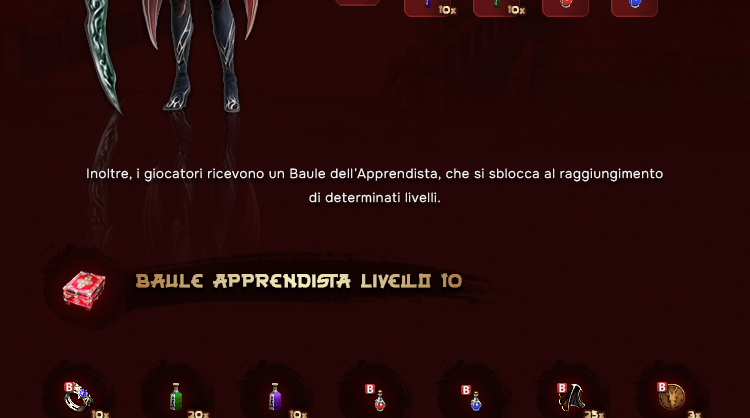 10x 10x
Inoltre, i giocatori ricevono un Baule dell'Apprendista, che si sblocca al raggiungimento
di determinati livelli.
BAULE APPRENDISTA LIVELLO 10
B B B B B B
10x 20x 10x 25x 3x